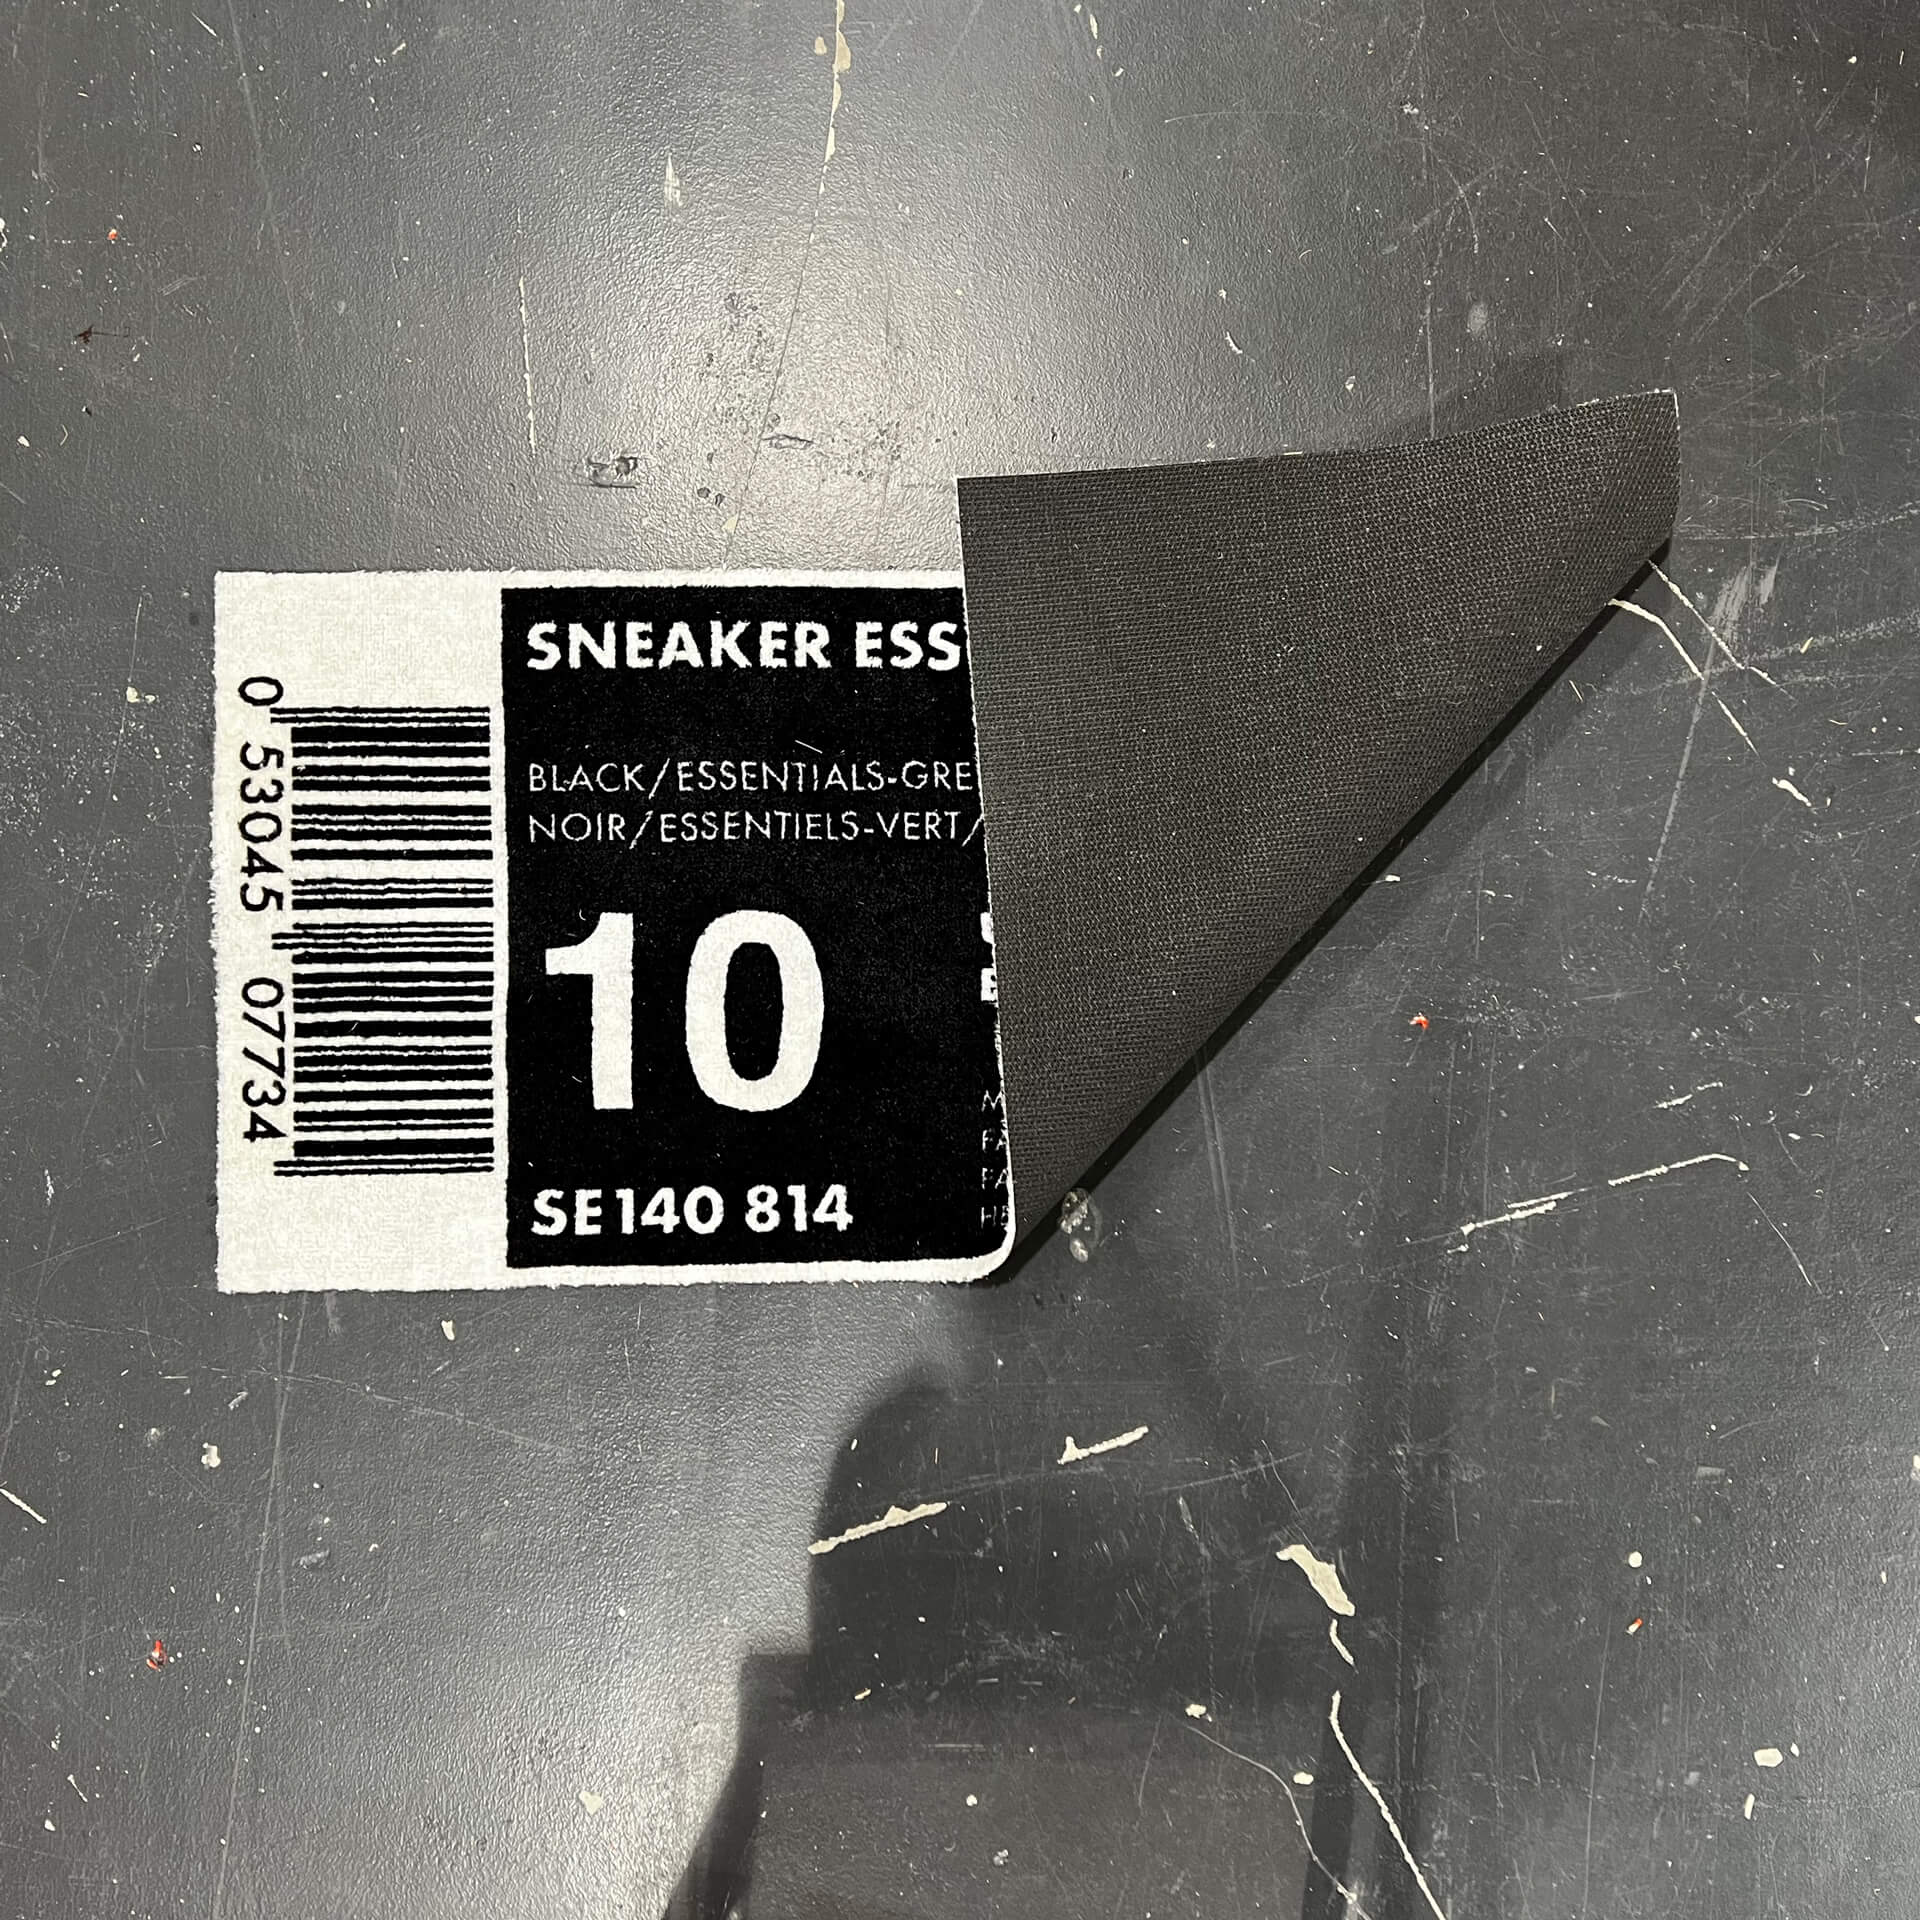 0 53045 07734
SNEAKER ESS
BLACK/ESSENTIALS-GRE
NOIR/ESSENTIELS-VERT/
10
SE140 814